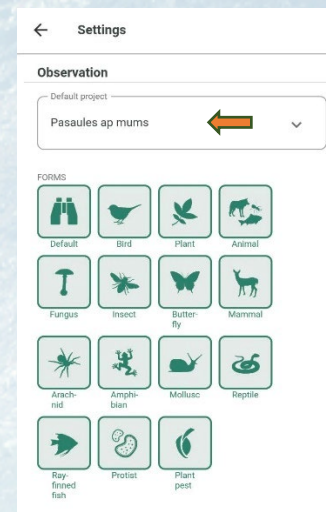 Settings
Observation
Default project
Pasaules ap mums
FORMS
Default Bird Plant Animal
Fungus Insect Butter- Mammal
fly
Arach- Amphi- Mollusc Reptile
nid bian
Ray- Protist Plant
finned pest
fish